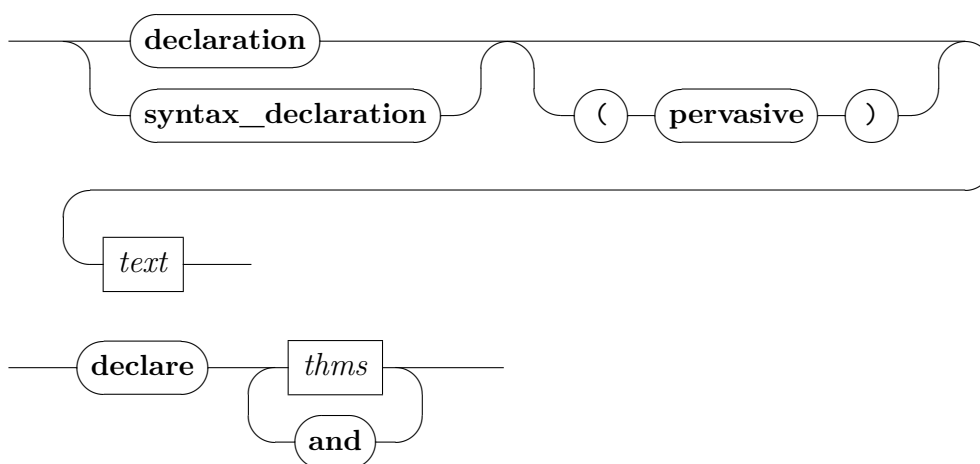 declaration
syntax_declaration ( pervasive )
text
declare thms
and